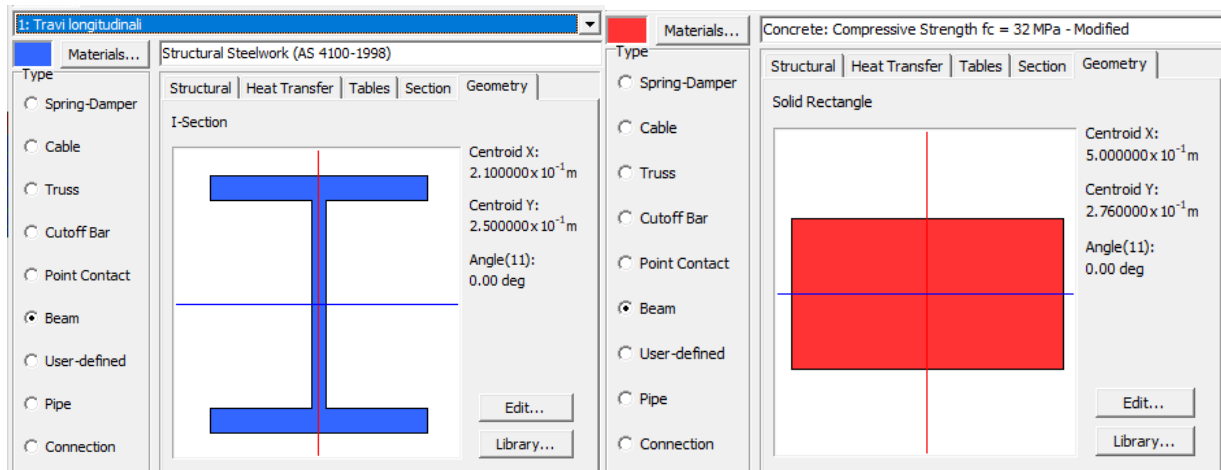 1: Travi longitudinali
Materials...
Structural Steelwork (AS 4100-1998)
Type
Spring-Damper
Cable
Truss
Cutoff Bar
Point Contact
Beam
User-defined
Pipe
Connection
Structural
Heat Transfer
Tables
Section
Geometry
I-Section
Centroid X:
2.100000x10⁻¹m
Centroid Y:
2.500000x10⁻¹m
Angle(11):
0.00 deg
Edit...
Library...
Materials...
Concrete: Compressive Strength fc = 32 MPa - Modified
Type
Spring-Damper
Cable
Truss
Cutoff Bar
Point Contact
Beam
User-defined
Pipe
Connection
Structural
Heat Transfer
Tables
Section
Geometry
Solid Rectangle
Centroid X:
5.000000x10⁻¹m
Centroid Y:
2.760000x10⁻¹m
Angle(11):
0.00 deg
Edit...
Library...